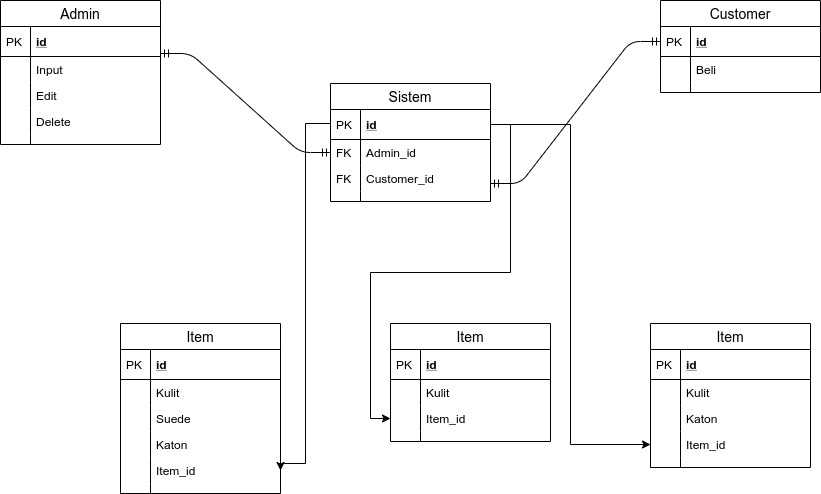 Admin
PK id
Input
Edit
Delete
Customer
PK id
Beli
Sistem
PK id
FK Admin_id
FK Customer_id
Item
PK id
Kulit
Suede
Katon
Item_id
Item
PK id
Kulit
Item_id
Item
PK id
Kulit
Katon
Item_id